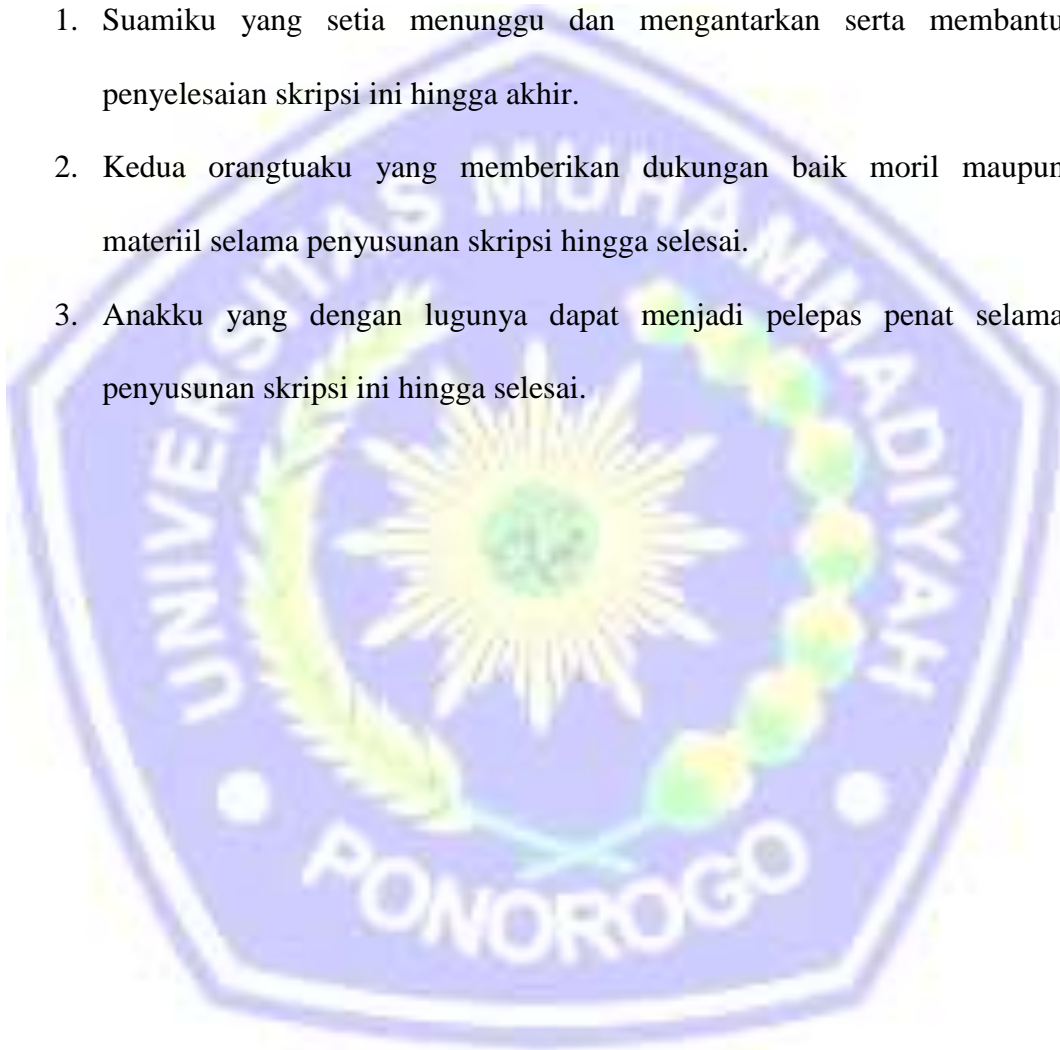 1. Suamiku yang setia menunggu dan mengantarkan serta membantu
penyelesaian skripsi ini hingga akhir.
2. Kedua orangtuaku yang memberikan dukungan baik moril maupun
materiil selama penyusunan skripsi hingga selesai.
3. Anakku yang dengan lugunya dapat menjadi pelepas penat selama
penyusunan skripsi ini hingga selesai.
UNIVERSITAS MUHAMMADIYAH
PONOROGO